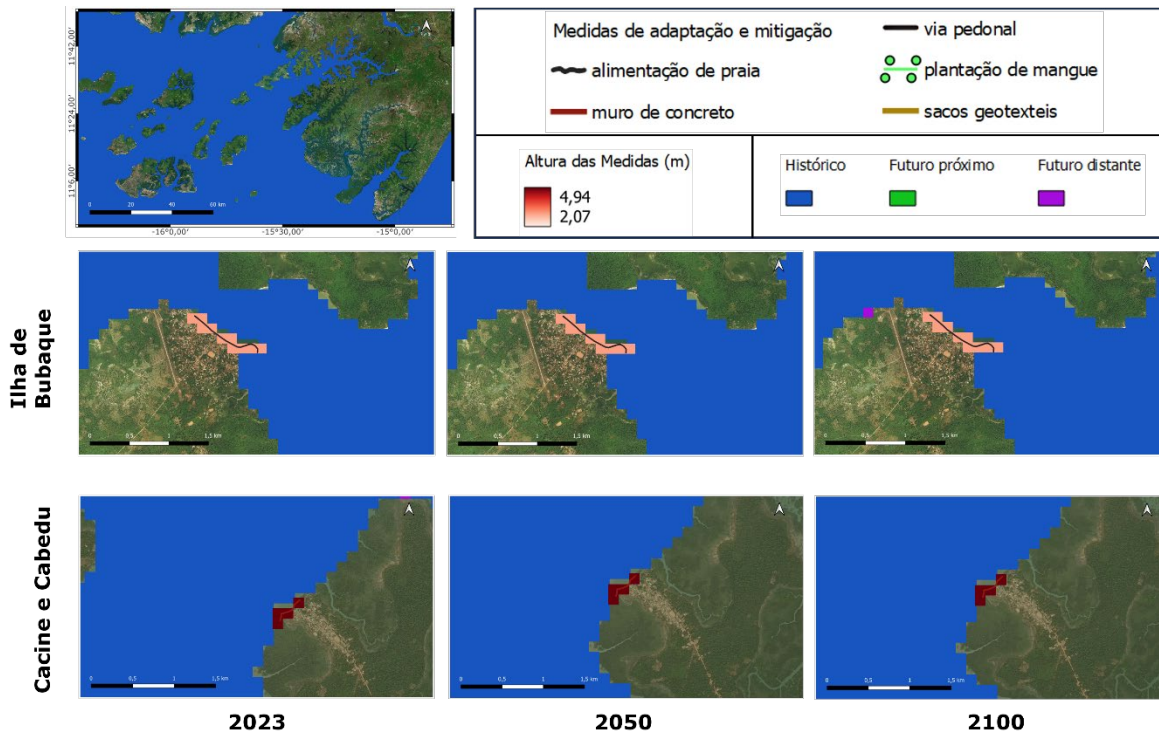 11°42,00'
11°24,00'
11°6,00'
0 20 40 60 km
-16°0,00' -15°30,00' -15°0,00'
Medidas de adaptação e mitigação
via pedonal
alimentação de praia
plantação de mangue
muro de concreto
sacos geotexteis
Altura das Medidas (m)
4,94
2,07
Histórico Futuro próximo Futuro distante
Ilha de
Bubaque
0 0,5 1 1,5 km
0 0,5 1 1,5 km
0 0,5 1 1,5 km
Cacine e Cabedu
0 0,5 1 1,5 km
0 0,5 1 1,5 km
0 0,5 1 1,5 km
2023 2050 2100